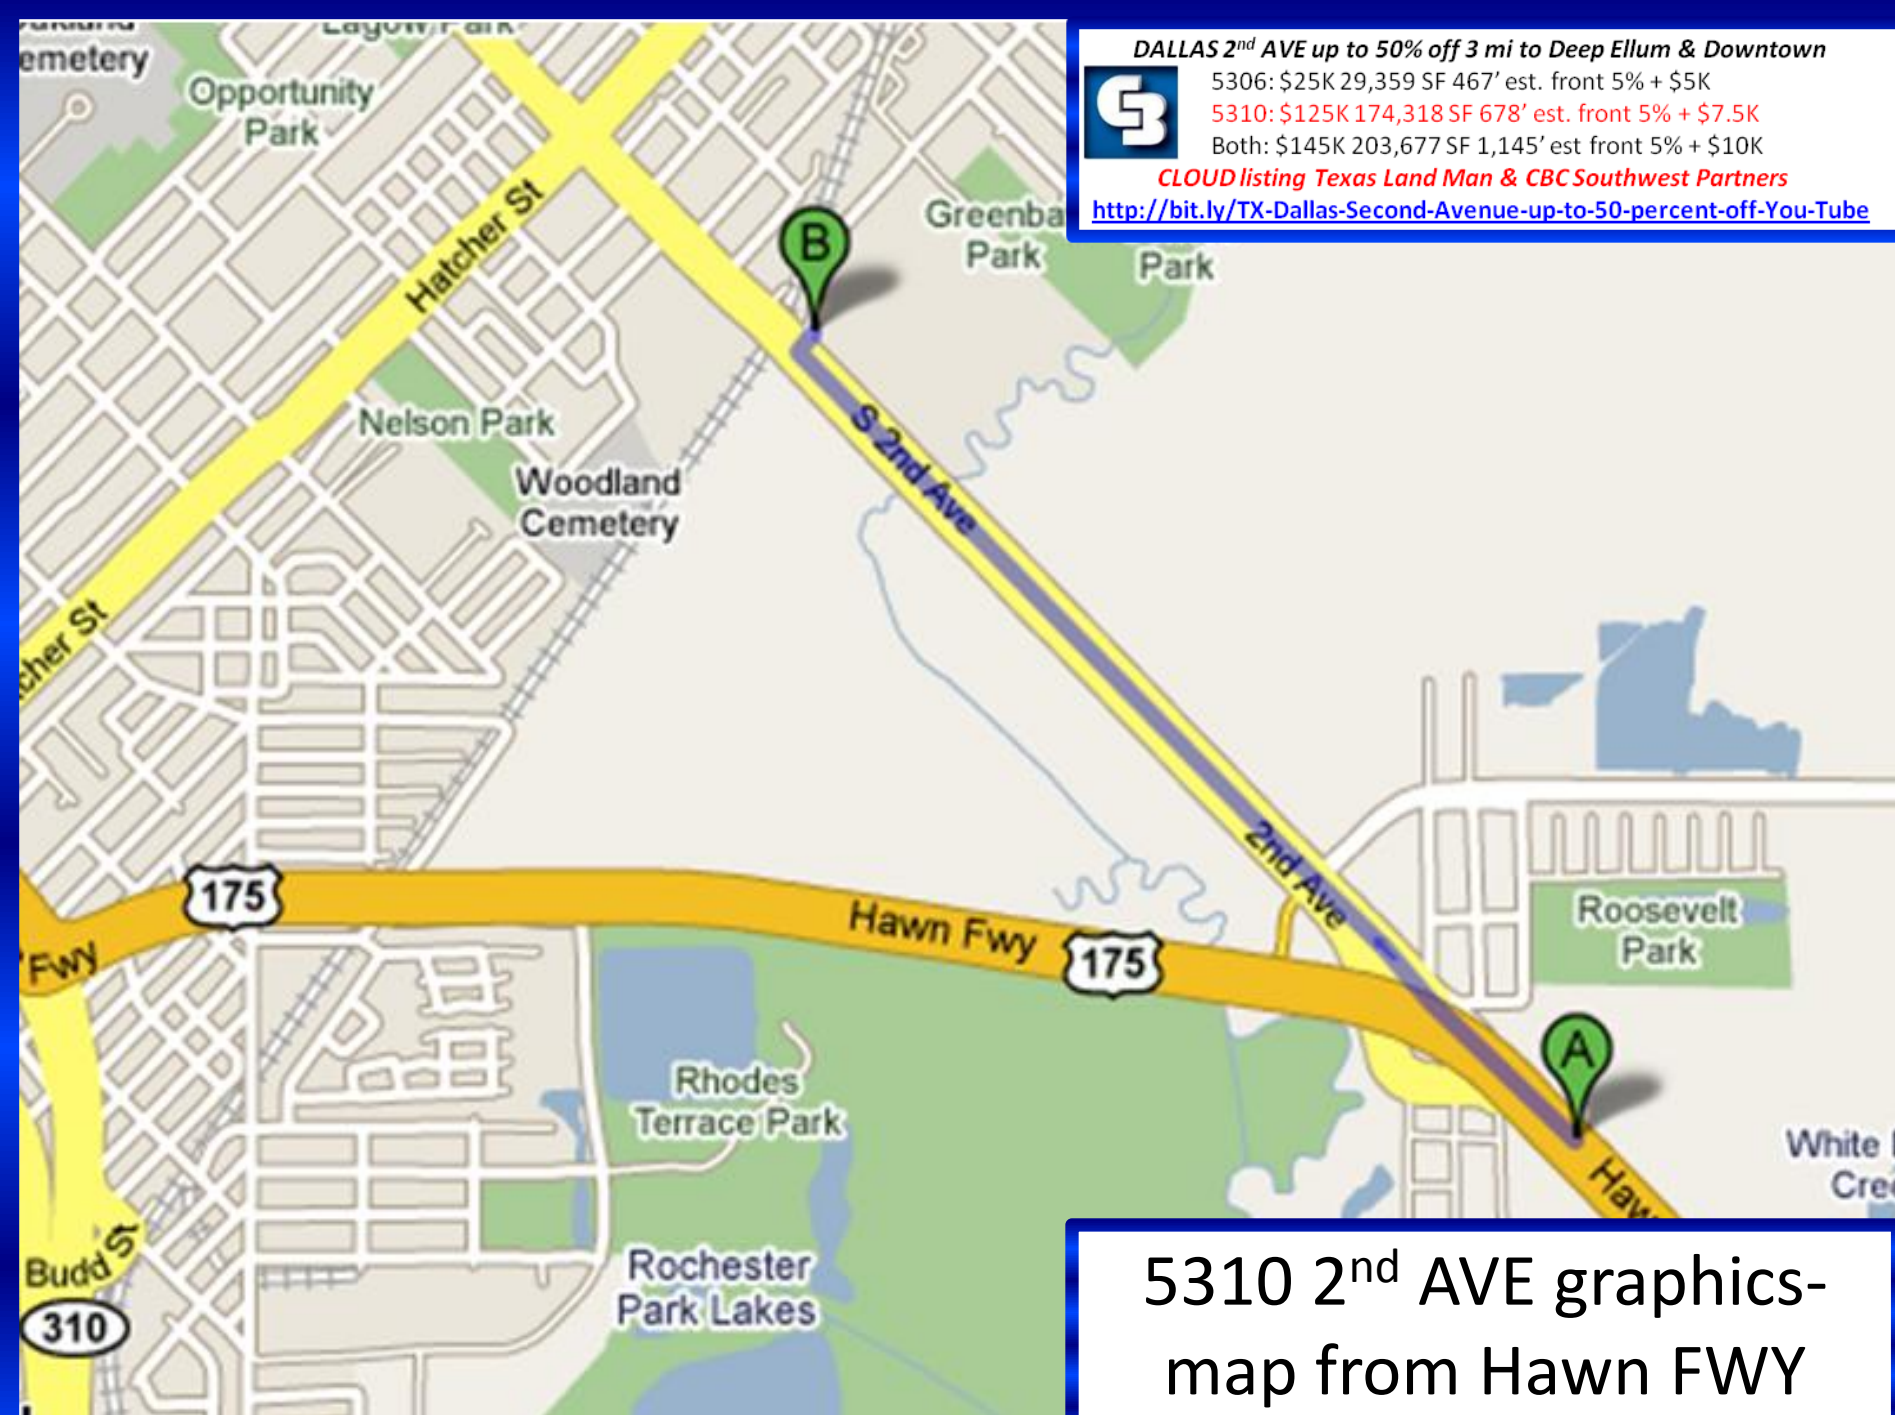 Lagow Park
emetery
Opportunity
Park
DALLAS 2nd AVE up to 50% off 3 mi to Deep Ellum & Downtown
5306: $25K 29,359 SF 467’ est. front 5% + $5K
5310: $125K 174,318 SF 678’ est. front 5% + $7.5K
Both: $145K 203,677 SF 1,145’ est front 5% + $10K
CLOUD listing Texas Land Man & CBC Southwest Partners
http://bit.ly/TX-Dallas-Second-Avenue-up-to-50-percent-off-You-Tube
CB
Hatcher St
B
Greenba
Park
Park
Nelson Park
S 2nd Ave
Woodland
Cemetery
cher St
2nd Ave
175
Hawn Fwy
175
Fwy
Roosevelt
Park
A
Rhodes
Terrace Park
White
Cree
Haw
Budd St
310
Rochester
Park Lakes
5310 2nd AVE graphics-
map from Hawn FWY